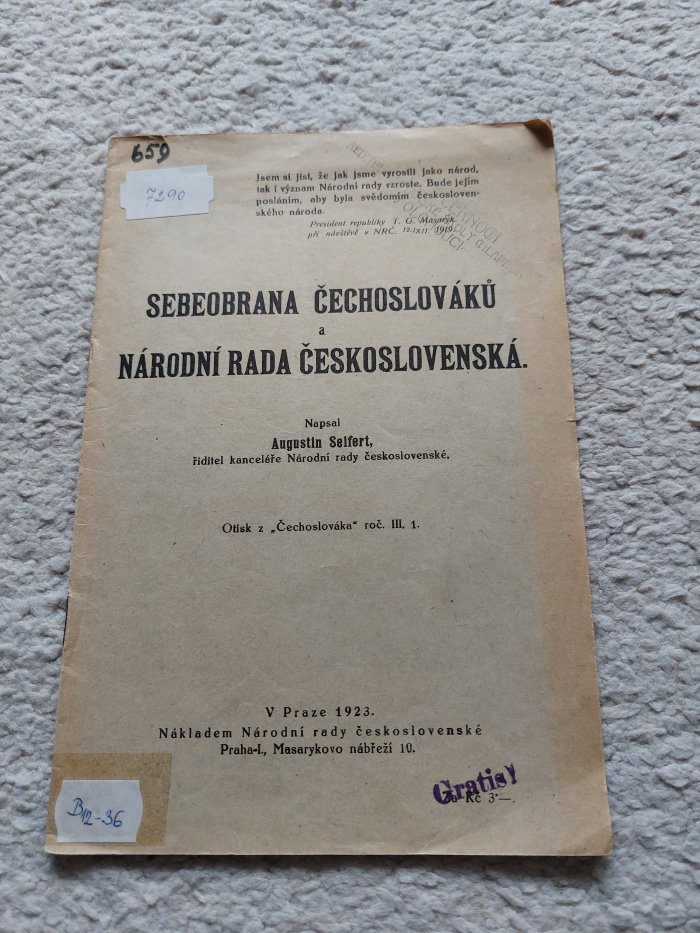 659
7290
Jsem si jist, že jak jsme vyrostli jako národ,
tak i význam Národní rady vzroste. Bude jejím
posláním, aby byla svědomím českosloven-
ského národa.
President republiky T. G. Masaryk
při návštěvě v NRČ. 12./XII. 1919.
SEBEOBRANA ČECHOSLOVÁKŮ
a
NÁRODNÍ RADA ČESKOSLOVENSKÁ.
Napsal
Augustin Seifert,
řiditel kanceláře Národní rady československé.
Otisk z „Čechoslováka" roč. III. 1.
V Praze 1923.
Nákladem Národní rady československé
Praha-I., Masarykovo nábřeží 10.
Gratis!
Za Kč 3·—.
B12-36